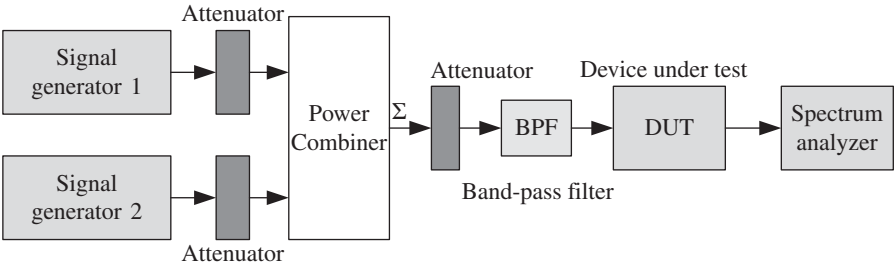 Attenuator
Signal
generator 1
Power
Combiner
Σ
Attenuator
BPF
Band-pass filter
Device under test
DUT
Spectrum
analyzer
Signal
generator 2
Attenuator